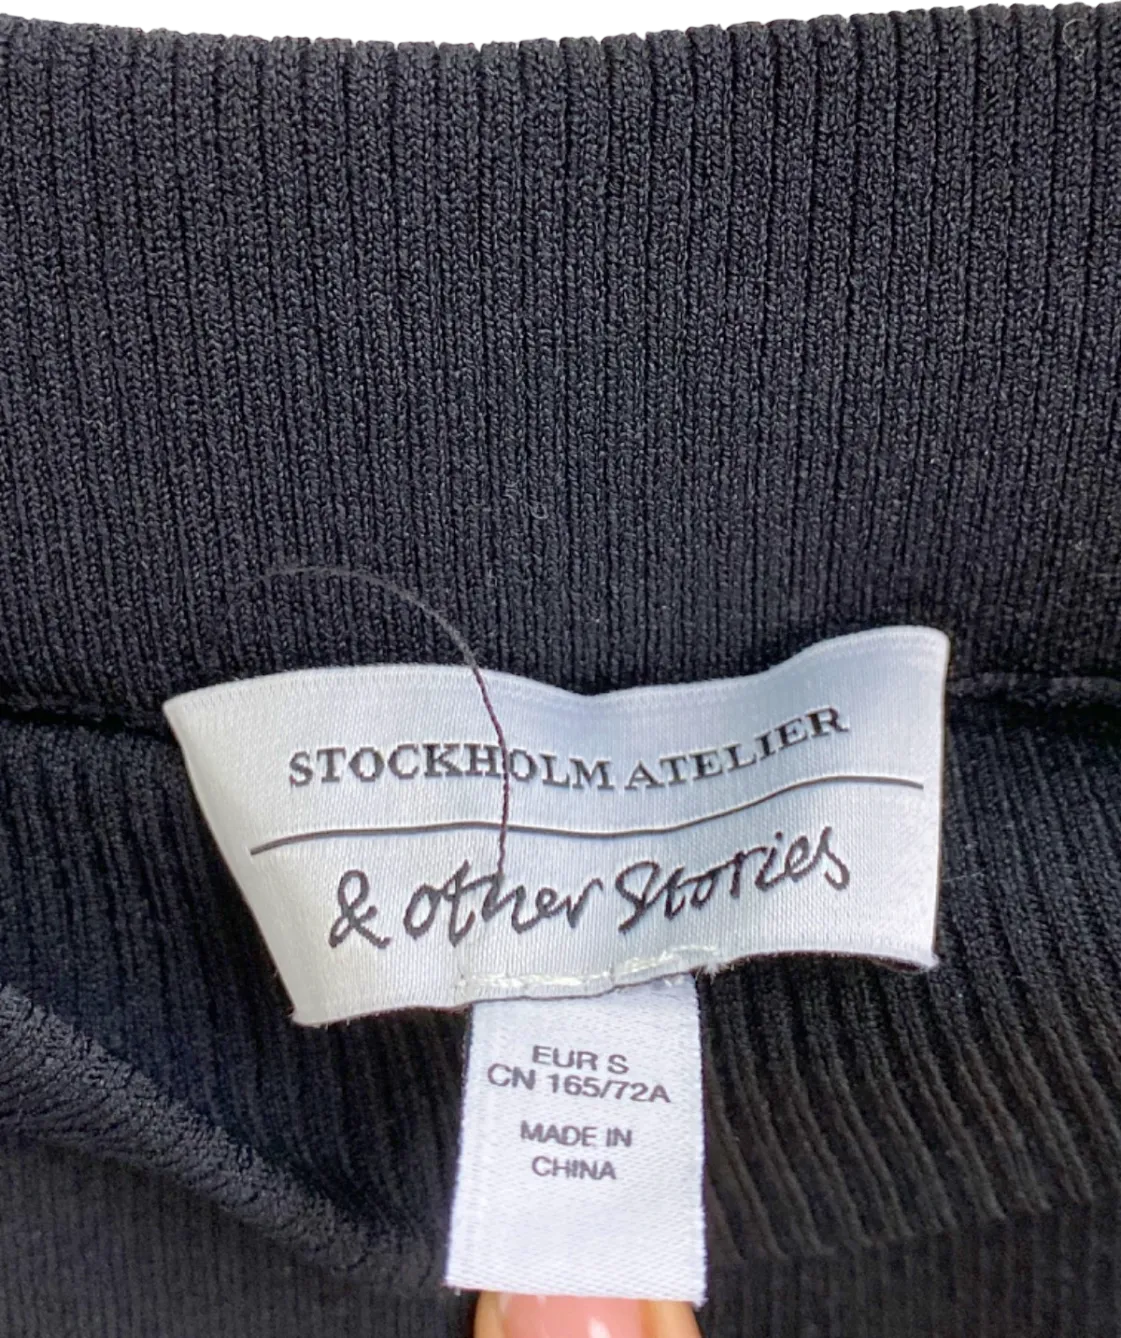 STOCKHOLM ATELIER
& other Stories
EUR S
CN 165/72A
MADE IN
CHINA